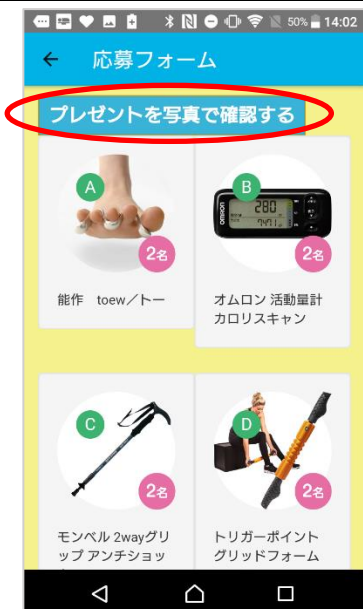 50% 14:02
応募フォーム
プレゼントを写真で確認する
A
2名
能作 toew/トー
B
OMRON
280
7471
2名
オムロン 活動量計
カロリスキャン
C
2名
モンベル 2wayグリ
ップ アンチショッ
D
2名
トリガーポイント
グリッドフォーム